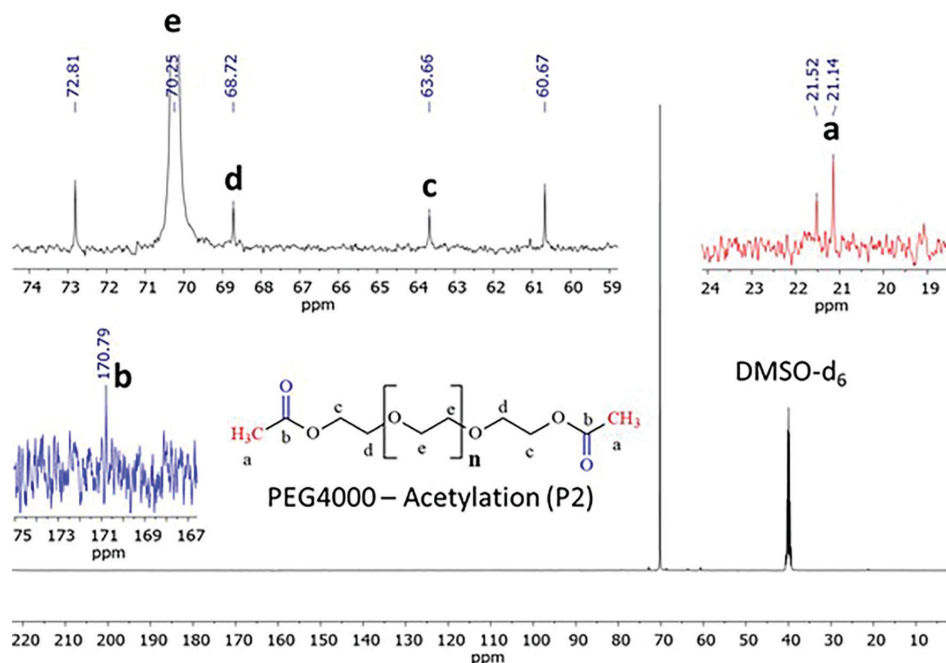 e
72.81
70.25
68.72
63.66
60.67
d
c
74 73 72 71 70 69 68 67 66 65 64 63 62 61 60 59
ppm
21.52
21.14
a
24 23 22 21 20 19
ppm
170.79
b
75 173 171 169 167
ppm
DMSO-d6
O
H3C
a
b
O
c
d
O
e
e
n
O
d
c
O
b
O
CH3
a
PEG4000 – Acetylation (P2)
220 210 200 190 180 170 160 150 140 130 120 110 100 90 80 70 60 50 40 30 20 10
ppm